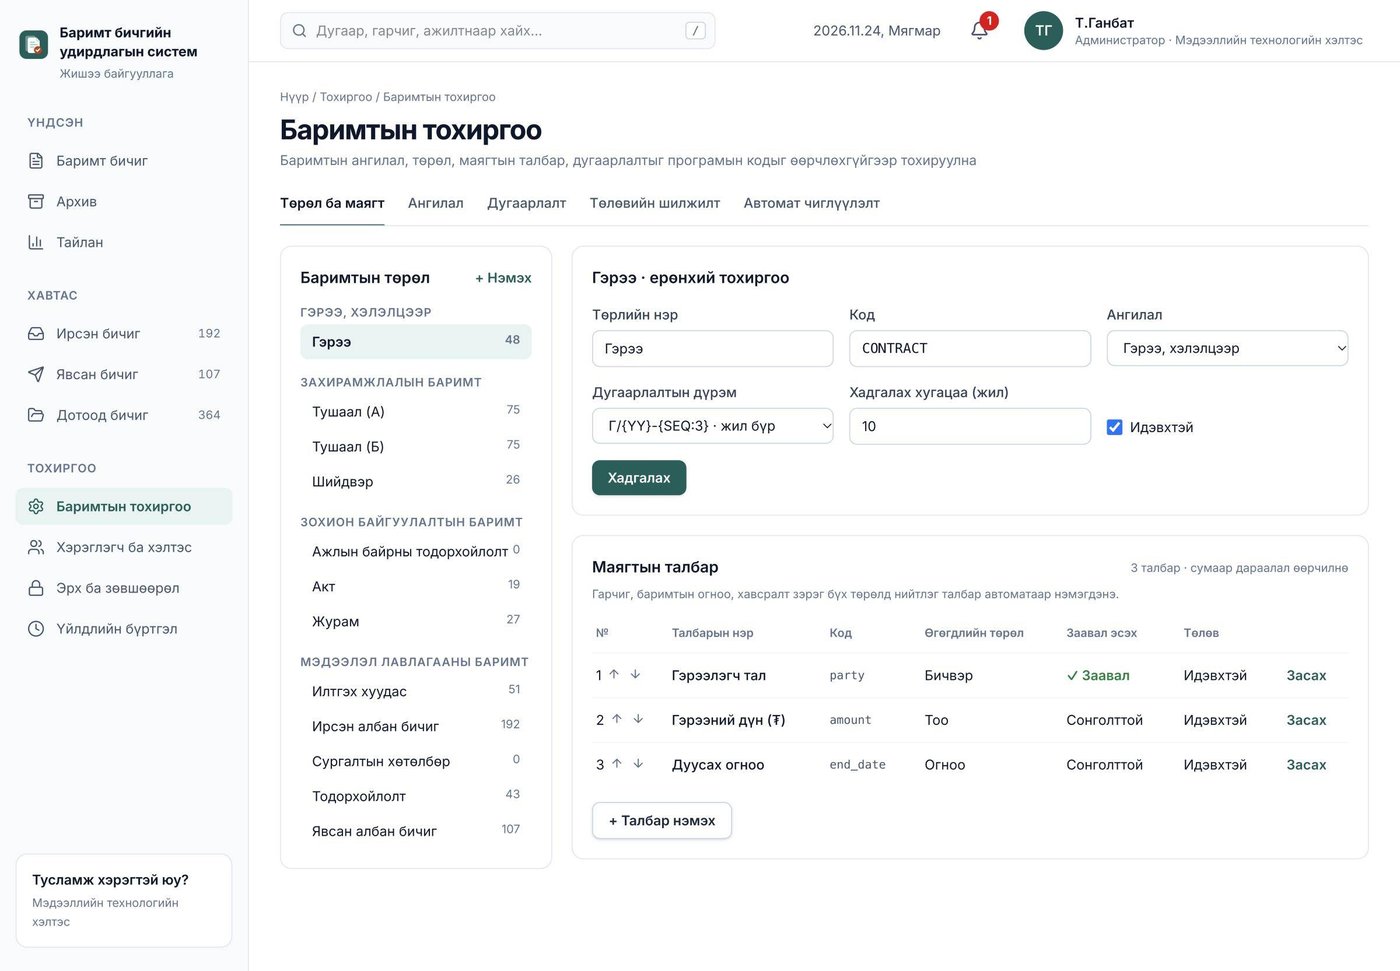 Баримт бичгийн
удирдлагын систем
Жишээ байгууллага
ҮНДСЭН
Баримт бичиг
Архив
Тайлан
ХАВТАС
Ирсэн бичиг 192
Явсан бичиг 107
Дотоод бичиг 364
ТОХИРГОО
Баримтын тохиргоо
Хэрэглэгч ба хэлтэс
Эрх ба зөвшөөрөл
Үйлдлийн бүртгэл
Тусламж хэрэгтэй юу?
Мэдээллийн технологийн
хэлтэс
Дугаар, гарчиг, ажилтнаар хайх... /
2026.11.24, Мягмар
1
ТГ
Т.Ганбат
Администратор · Мэдээллийн технологийн хэлтэс
Нүүр / Тохиргоо / Баримтын тохиргоо
Баримтын тохиргоо
Баримтын ангилал, төрөл, маягтын талбар, дугаарлалтыг програмын кодыг өөрчлөхгүйгээр тохируулна
Төрөл ба маягт Ангилал Дугаарлалт Төлөвийн шилжилт Автомат чиглүүлэлт
Баримтын төрөл + Нэмэх
ГЭРЭЭ, ХЭЛЭЛЦЭЭР
Гэрээ 48
ЗАХИРАМЖЛАЛЫН БАРИМТ
Тушаал (А) 75
Тушаал (Б) 75
Шийдвэр 26
ЗОХИОН БАЙГУУЛАЛТЫН БАРИМТ
Ажлын байрны тодорхойлолт 0
Акт 19
Журам 27
МЭДЭЭЛЭЛ ЛАВЛАГААНЫ БАРИМТ
Илтгэх хуудас 51
Ирсэн албан бичиг 192
Сургалтын хөтөлбөр 0
Тодорхойлолт 43
Явсан албан бичиг 107
Гэрээ · ерөнхий тохиргоо
Төрлийн нэр Код Ангилал
Гэрээ CONTRACT Гэрээ, хэлэлцээр
Дугаарлалтын дүрэм Хадгалах хугацаа (жил)
Г/{YY}-{SEQ:3} · жил бүр 10 Идэвхтэй
Хадгалах
Маягтын талбар 3 талбар · сумаар дараалал өөрчилнө
Гарчиг, баримтын огноо, хавсралт зэрэг бүх төрөлд нийтлэг талбар автоматаар нэмэгдэнэ.
№ Талбарын нэр Код Өгөгдлийн төрөл Заавал эсэх Төлөв
1 ↑ ↓ Гэрээлэгч тал party Бичвэр ✓ Заавал Идэвхтэй Засах
2 ↑ ↓ Гэрээний дүн (₮) amount Тоо Сонголттой Идэвхтэй Засах
3 ↑ ↓ Дуусах огноо end_date Огноо Сонголттой Идэвхтэй Засах
+ Талбар нэмэх